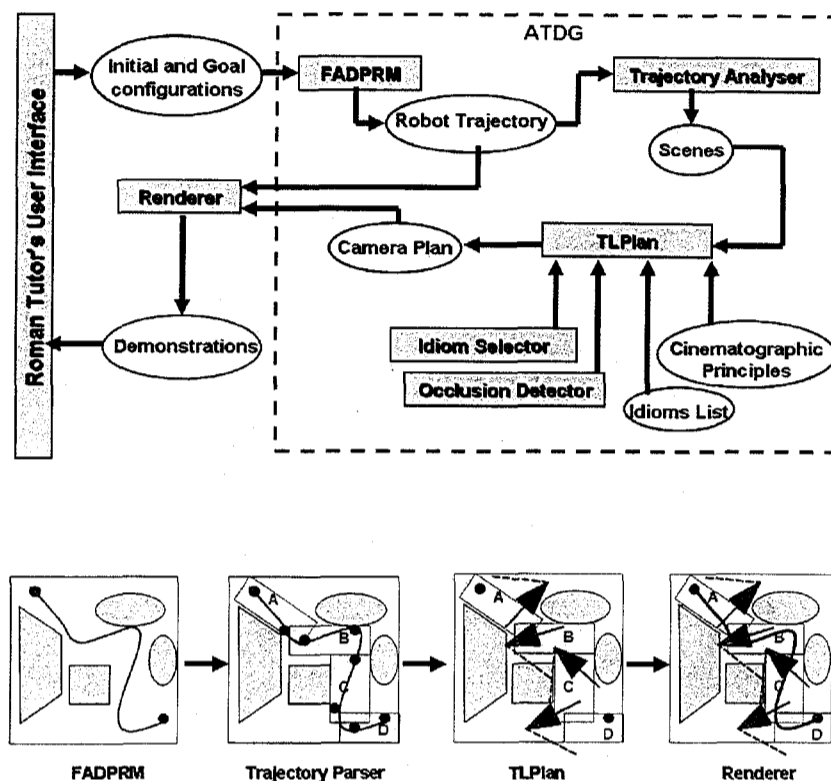 ATDG
Initial and Goal
configurations
FADPRM
Trajectory Analyser
Robot Trajectory
Scenes
Roman Tutor's User Interface
Renderer
Camera Plan
TLPlan
Demonstrations
Idiom Selector
Occlusion Detector
Cinematographic
Principles
Idioms List
A
B
C
D
A
B
C
D
A
B
C
D
FADPRM
Trajectory Parser
TLPlan
Renderer